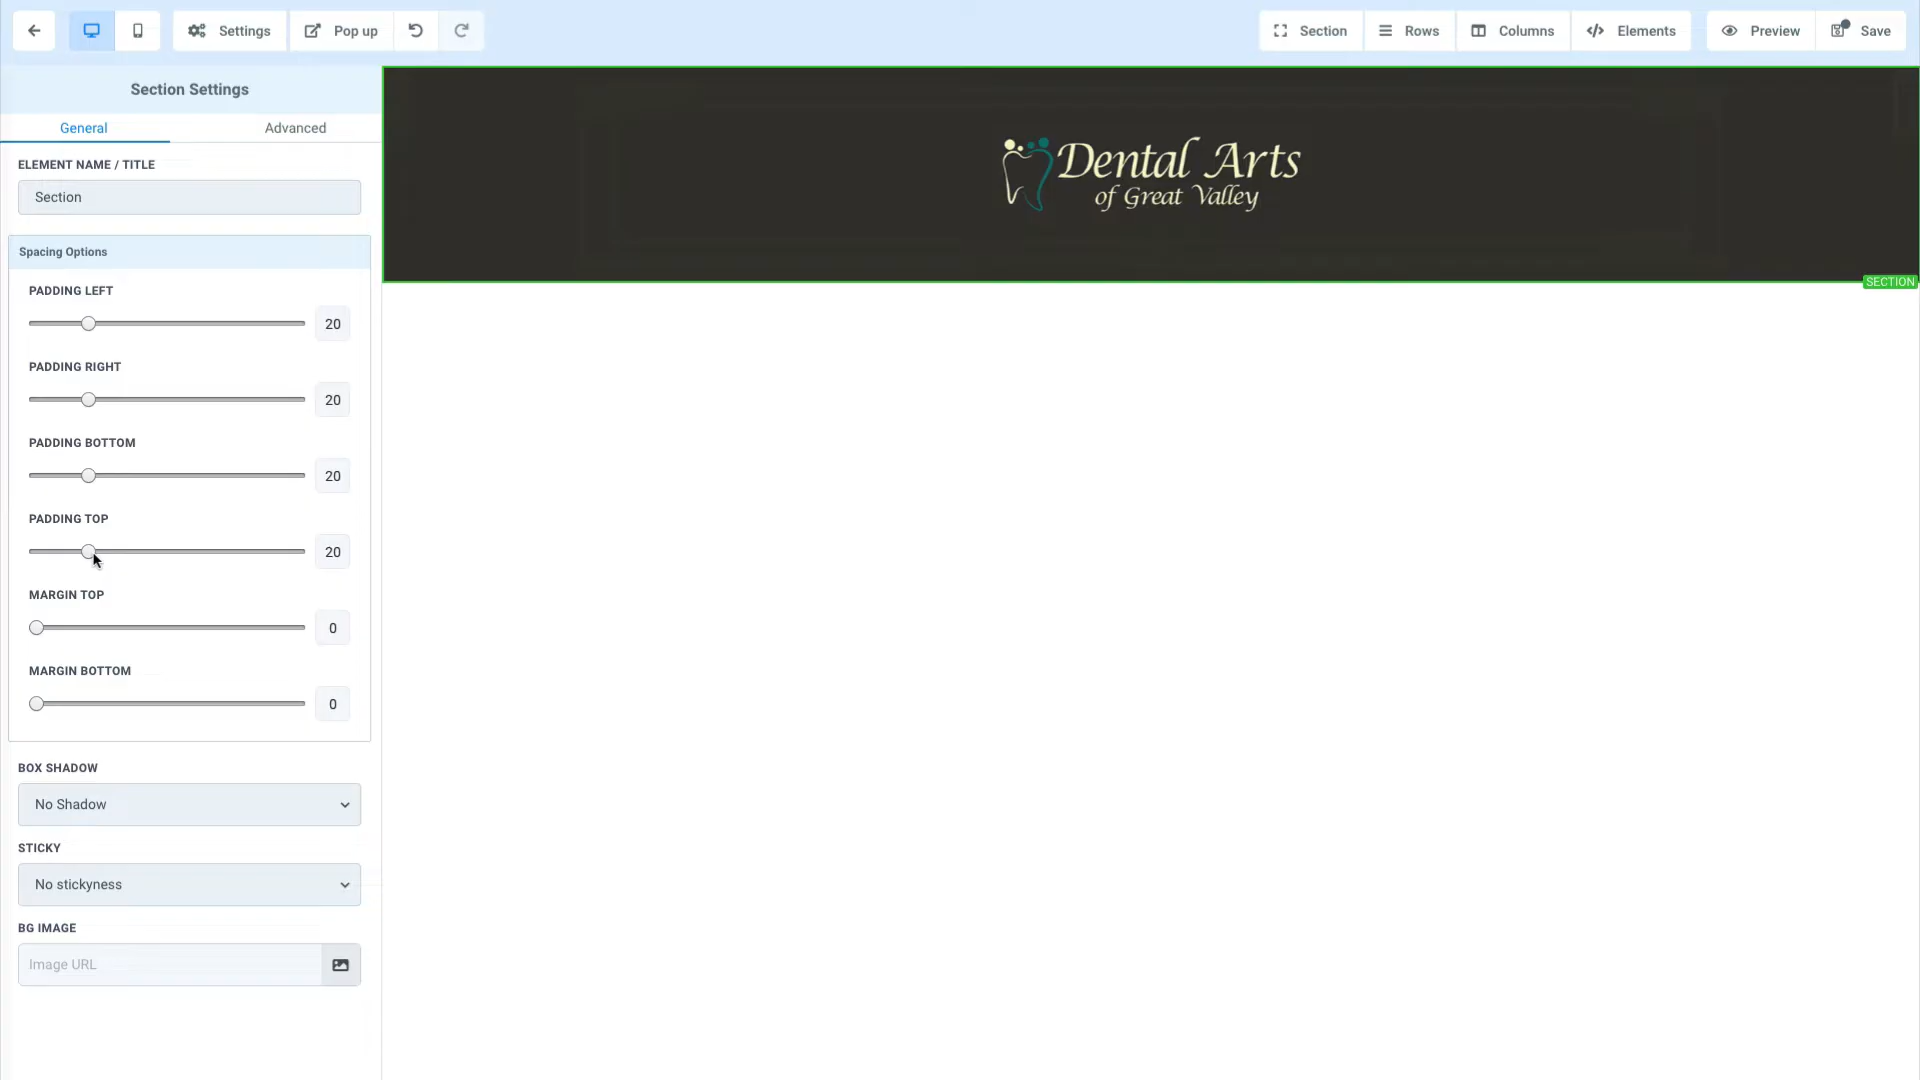 Settings
Pop up
Section
Rows
Columns
Elements
Preview
Save
Section Settings
General
Advanced
ELEMENT NAME / TITLE
Section
Spacing Options
PADDING LEFT
20
PADDING RIGHT
20
PADDING BOTTOM
20
PADDING TOP
20
MARGIN TOP
0
MARGIN BOTTOM
0
BOX SHADOW
No Shadow
STICKY
No stickyness
BG IMAGE
Image URL
Dental Arts
of Great Valley
SECTION